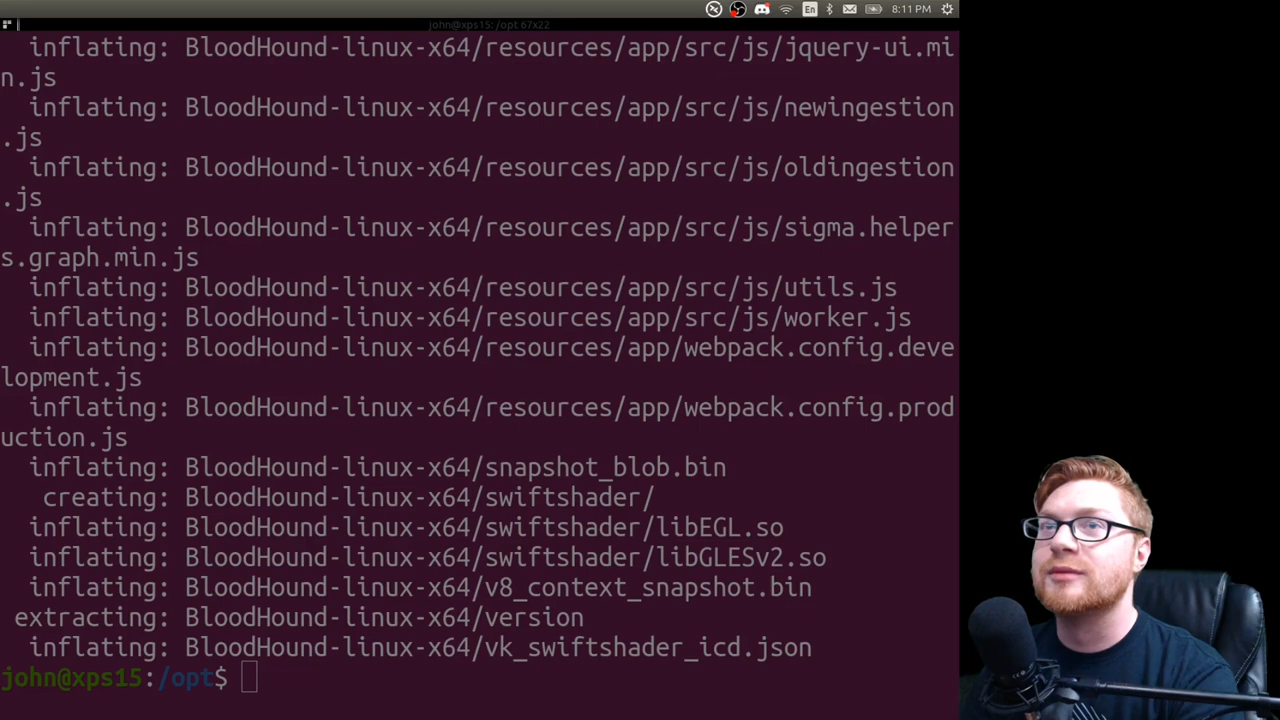 En
8:11 PM
john@xps15: /opt 67x22
inflating: BloodHound-linux-x64/resources/app/src/js/jquery-ui.mi
n.js
inflating: BloodHound-linux-x64/resources/app/src/js/newingestion
.js
inflating: BloodHound-linux-x64/resources/app/src/js/oldingestion
.js
inflating: BloodHound-linux-x64/resources/app/src/js/sigma.helper
s.graph.min.js
inflating: BloodHound-linux-x64/resources/app/src/js/utils.js
inflating: BloodHound-linux-x64/resources/app/src/js/worker.js
inflating: BloodHound-linux-x64/resources/app/webpack.config.deve
lopment.js
inflating: BloodHound-linux-x64/resources/app/webpack.config.prod
uction.js
inflating: BloodHound-linux-x64/snapshot_blob.bin
creating: BloodHound-linux-x64/swiftshader/
inflating: BloodHound-linux-x64/swiftshader/libEGL.so
inflating: BloodHound-linux-x64/swiftshader/libGLESv2.so
inflating: BloodHound-linux-x64/v8_context_snapshot.bin
extracting: BloodHound-linux-x64/version
inflating: BloodHound-linux-x64/vk_swiftshader_icd.json
john@xps15:/opt$